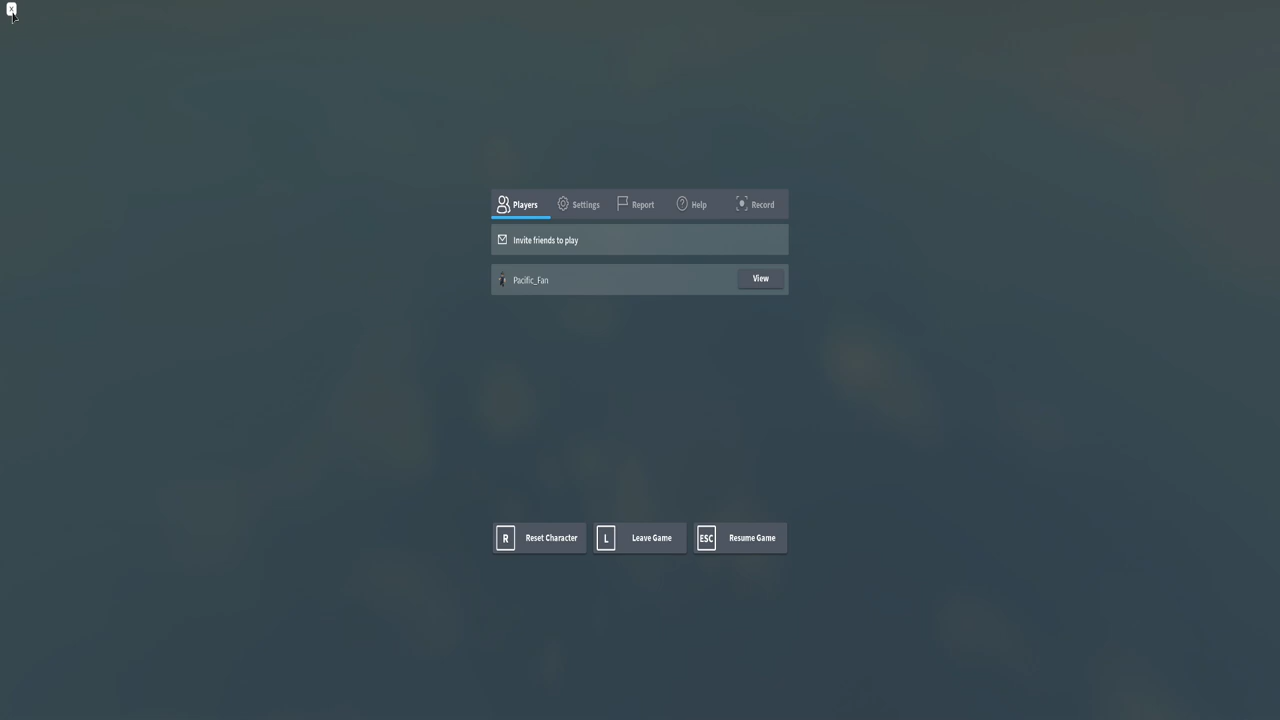 X
Players Settings Report Help Record
Invite friends to play
Pacific_Fan View
R Reset Character L Leave Game ESC Resume Game